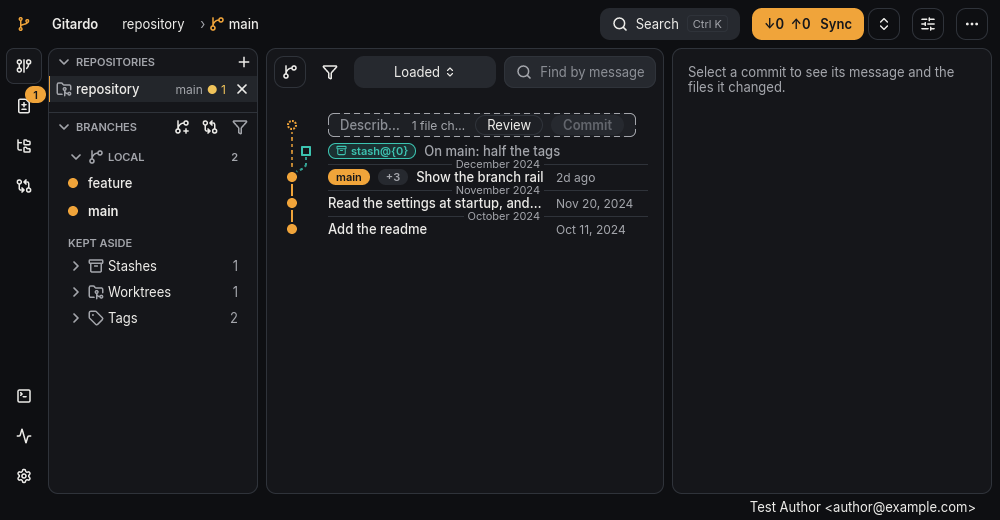 Gitardo repository › main Search Ctrl K ↓0 ↑0 Sync
REPOSITORIES
1
repository main 1
BRANCHES
LOCAL 2
feature
main
KEPT ASIDE
Stashes 1
Worktrees 1
Tags 2
Loaded Find by message
Describ... 1 file ch... Review Commit
stash@{0} On main: half the tags
December 2024
main +3 Show the branch rail 2d ago
November 2024
Read the settings at startup, and... Nov 20, 2024
October 2024
Add the readme Oct 11, 2024
Select a commit to see its message and the
files it changed.
Test Author <author@example.com>